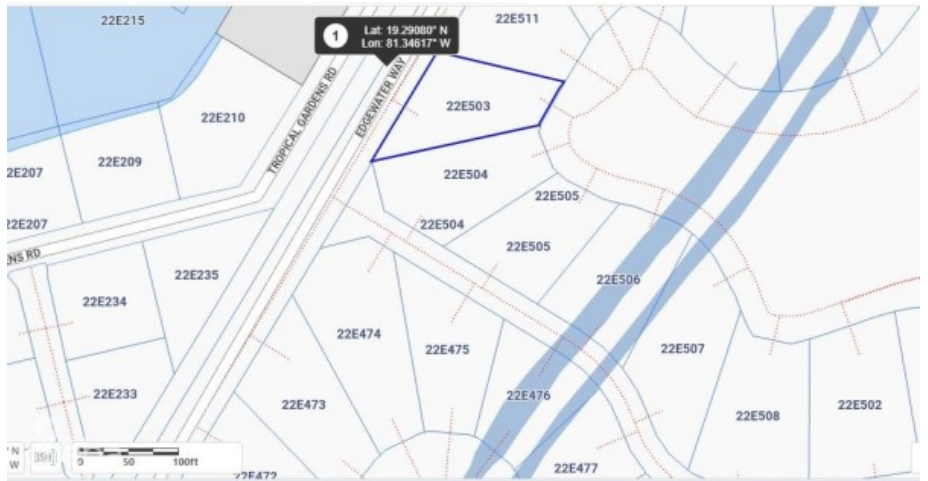 22E215
22E511
1
Lat: 19.29080° N
Lon: 81.34617° W
22E503
22E210
TROPICAL GARDENS RD
EDGEWATER WAY
22E209
2E207
22E504
22E505
22E207
22E504
22E505
NS RD
22E235
22E506
22E234
22E474
22E475
22E507
22E233
22E473
22E476
22E508
22E502
° N
W
0 50 100ft
22E472
22E477